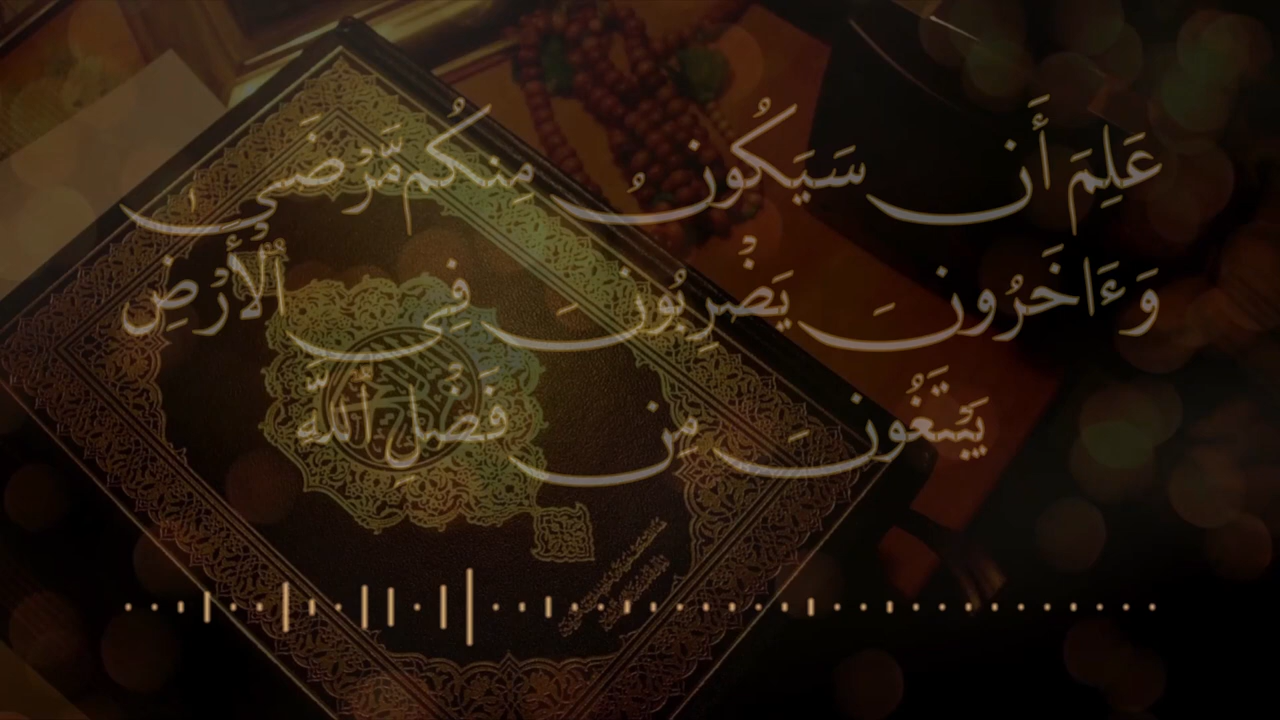 عَلِمَ أَن سَيَكُونُ مِنكُم مَّرْضَىٰ
وَءَاخَرُونَ يَضْرِبُونَ فِى ٱلْأَرْضِ
يَبْتَغُونَ مِن فَضْلِ ٱللَّهِ